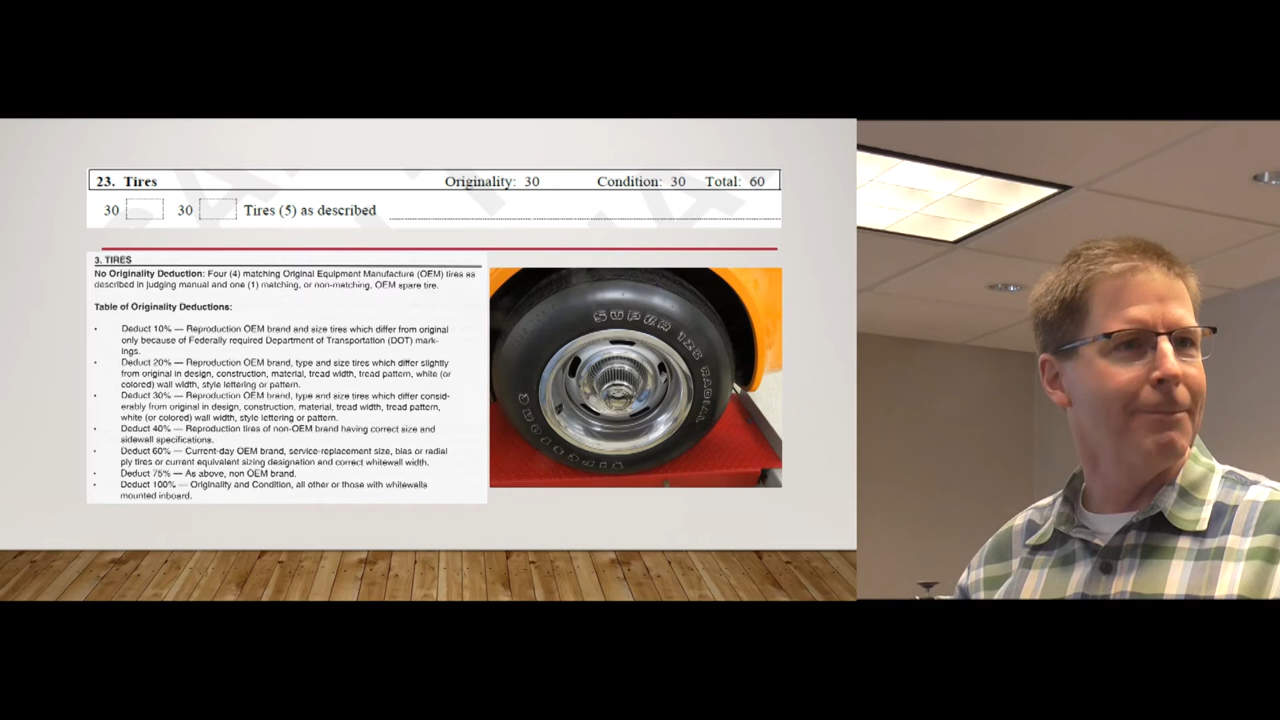 23. Tires Originality: 30 Condition: 30 Total: 60
30 30 Tires (5) as described
3. TIRES
No Originality Deduction: Four (4) matching Original Equipment Manufacture (OEM) tires as
described in judging manual and one (1) matching, or non-matching, OEM spare tire.
Table of Originality Deductions:
• Deduct 10% — Reproduction OEM brand and size tires which differ from original
only because of Federally required Department of Transportation (DOT) mark-
ings.
• Deduct 20% — Reproduction OEM brand, type and size tires which differ slightly
from original in design, construction, material, tread width, tread pattern, white (or
colored) wall width, style lettering or pattern.
• Deduct 30% — Reproduction OEM brand, type and size tires which differ consid-
erably from original in design, construction, material, tread width, tread pattern,
white (or colored) wall width, style lettering or pattern.
• Deduct 40% — Reproduction tires of non-OEM brand having correct size and
sidewall specifications.
• Deduct 60% — Current-day OEM brand, service-replacement size, bias or radial
ply tires or current equivalent sizing designation and correct whitewall width.
• Deduct 75% — As above, non OEM brand.
• Deduct 100% — Originality and Condition, all other or those with whitewalls
mounted inboard.
SUPER 125 RADIAL